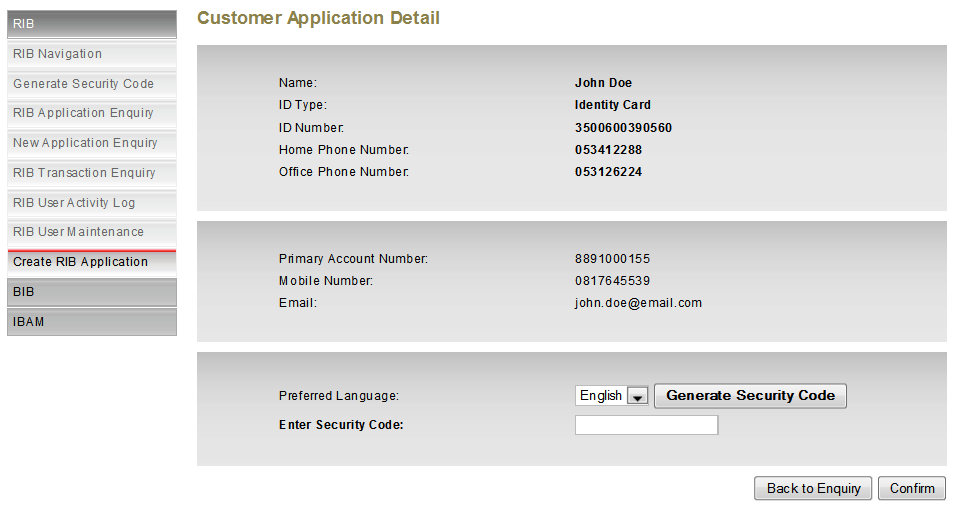 RIB
RIB Navigation
Generate Security Code
RIB Application Enquiry
New Application Enquiry
RIB Transaction Enquiry
RIB User Activity Log
RIB User Maintenance
Create RIB Application
BIB
IBAM
Customer Application Detail
Name: John Doe
ID Type: Identity Card
ID Number: 3500600390560
Home Phone Number: 053412288
Office Phone Number: 053126224
Primary Account Number: 8891000155
Mobile Number: 0817645539
Email: john.doe@email.com
Preferred Language: English Generate Security Code
Enter Security Code:
Back to Enquiry Confirm